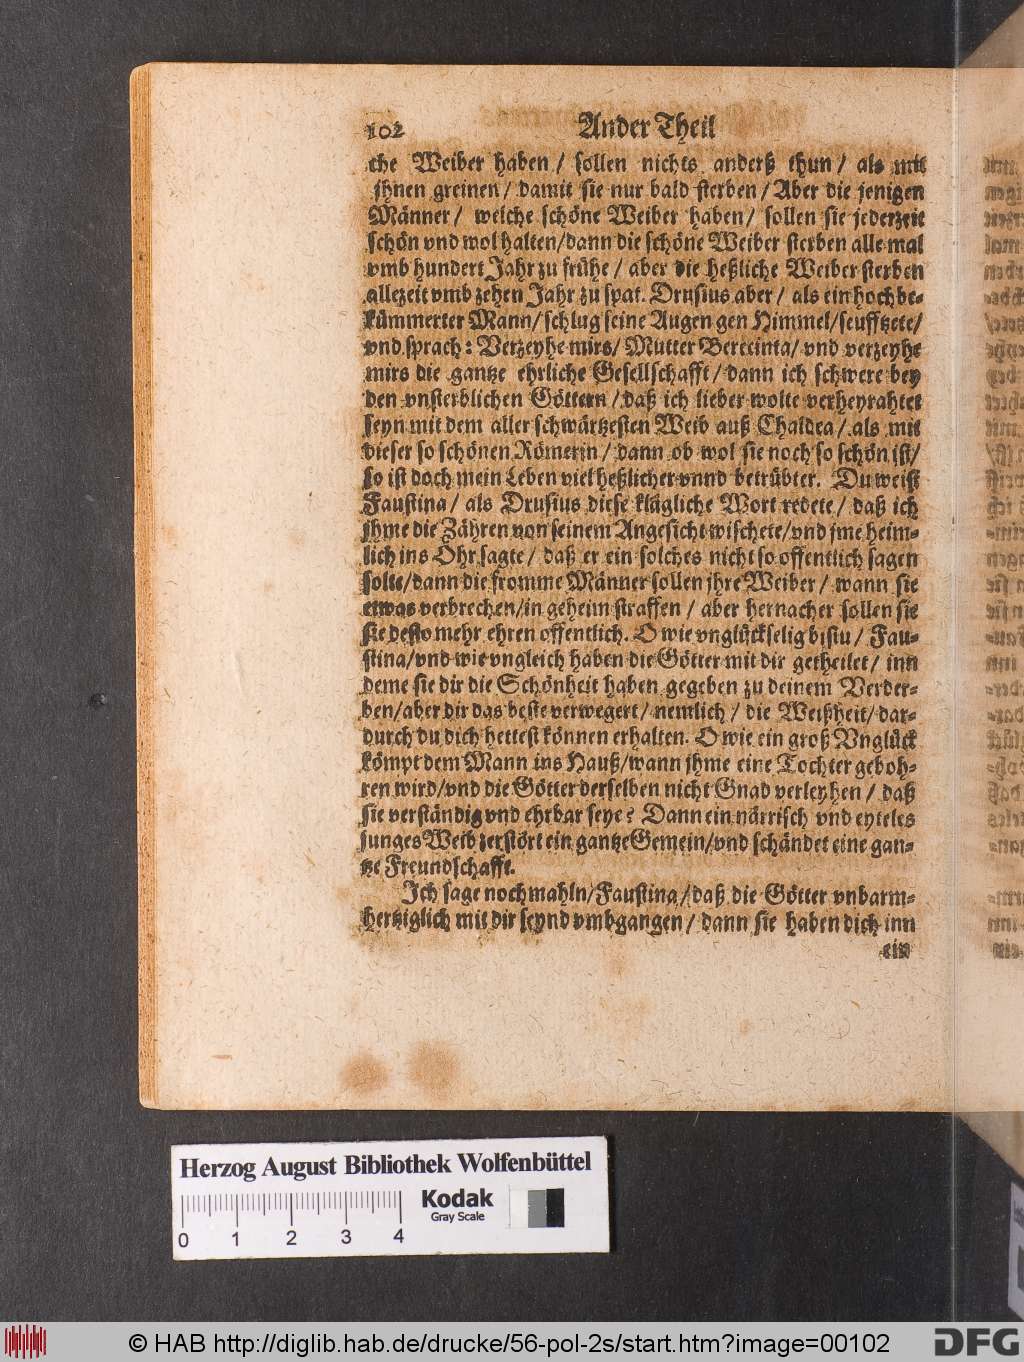 102 Ander Theil
che Weiber haben / sollen nichts anderß thun / als mit
jhnen greinen / damit sie nur bald sterben / Aber die jenigen
Männer / welche schöne Weiber haben / sollen sie jederzeit
schön vnd wol halten/dann die schöne Weiber sterben alle mal
vmb hundert Jahr zu frühe / aber die heßliche Weiber sterben
allezeit vmb zehen Jahr zu spat. Drusius aber / als ein hochbe-
kümmerter Mann/schlug seine Augen gen Himmel/seufftzete/
vnd sprach: Verzeyhe mirs/ Mutter Berecinta/ vnd verzeyhe
mirs die gantze ehrliche Gesellschafft / dann ich schwere bey
den vnsterblichen Göttern / daß ich lieber wolte verheyrahtet
seyn mit dem aller schwärtzesten Weib auß Chaldea / als mit
dieser so schönen Römerin / dann ob wol sie noch so schön ist/
so ist doch mein Leben viel heßlicher vnnd betrübter. Du weist
Faustina / als Drusius diese klägliche Wort redete / daß ich
jhme die Zähren von seinem Angesicht wischete/vnd jme heim-
lich ins Ohr sagte / daß er ein solches nicht so offentlich sagen
solte/dann die fromme Männer sollen jhre Weiber / wann sie
etwas verbrechen/in geheim straffen / aber hernacher sollen sie
sie desto mehr ehren offentlich. O wie vnglückselig bistu / Fau-
stina/vnd wie vngleich haben die Götter mit dir getheilet / inn
deme sie dir die Schönheit haben gegeben zu deinem Verder-
ben/aber dir das beste verwegert / nemlich / die Weißheit/dar-
durch du dich hettest können erhalten. O wie ein groß Vnglück
kömpt dem Mann ins Hauß/wann jhme eine Tochter geboh-
ren wird/vnd die Götter derselben nicht Gnad verleyhen / daß
sie verständig vnd ehrbar seye? Dann ein närrisch vnd eyteles
junges Weib zerstört ein gantze Gemein/vnd schändet eine gan-
tze Freundschafft.
Ich sage nochmahln/Faustina/daß die Götter vnbarm-
hertziglich mit dir seynd vmbgangen / dann sie haben dich inn
ein
Herzog August Bibliothek Wolfenbüttel
Kodak
Gray Scale
0 1 2 3 4
© HAB http://diglib.hab.de/drucke/56-pol-2s/start.htm?image=00102
DFG